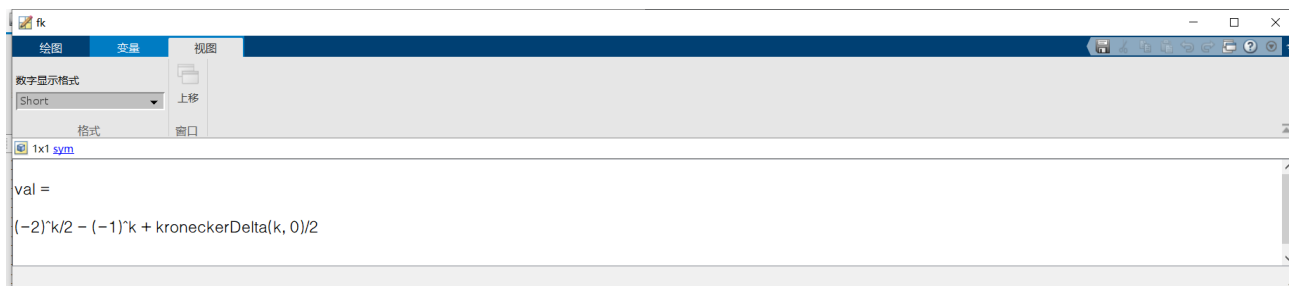 fk
绘图 变量 视图
数字显示格式
Short
上移
格式 窗口
1x1 sym
val =
(-2)^k/2 - (-1)^k + kroneckerDelta(k, 0)/2